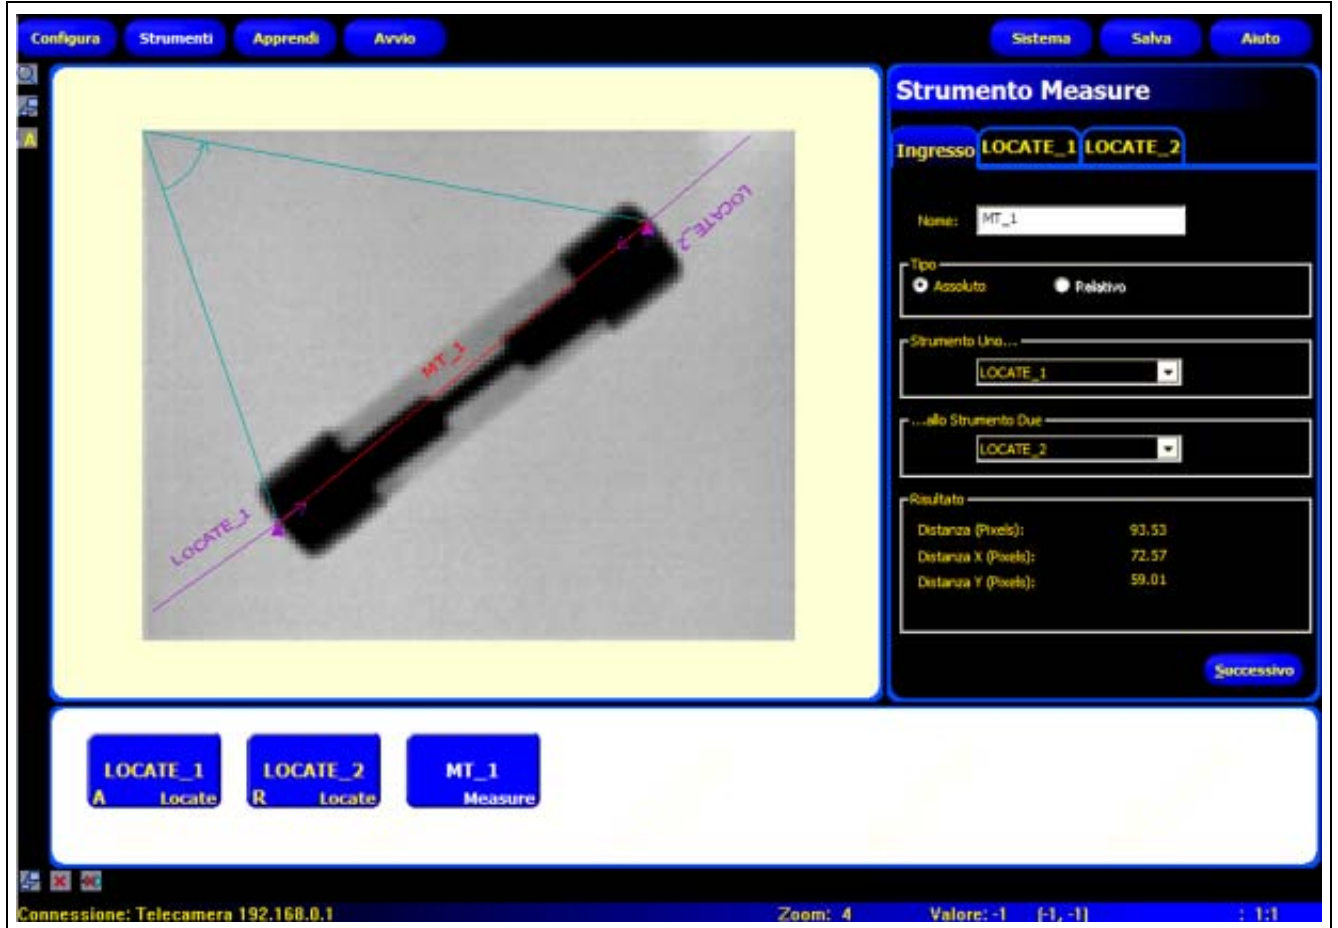 Configura Strumenti Apprendi Avvio Sistema Salva Aiuto
A
Strumento Measure
Ingresso LOCATE_1 LOCATE_2
Nome: MT_1
Tipo
Assoluto Relativo
Strumento Uno...
LOCATE_1
...allo Strumento Due
LOCATE_2
Risultato
Distanza (Pixels): 93.53
Distanza X (Pixels): 72.57
Distanza Y (Pixels): 59.01
Successivo
LOCATE_2
MT_1
LOCATE_1
LOCATE_1
A Locate
LOCATE_2
R Locate
MT_1
Measure
Connessione: Telecamera 192.168.0.1 Zoom: 4 Valore: -1 [-1, -1] : 1:1